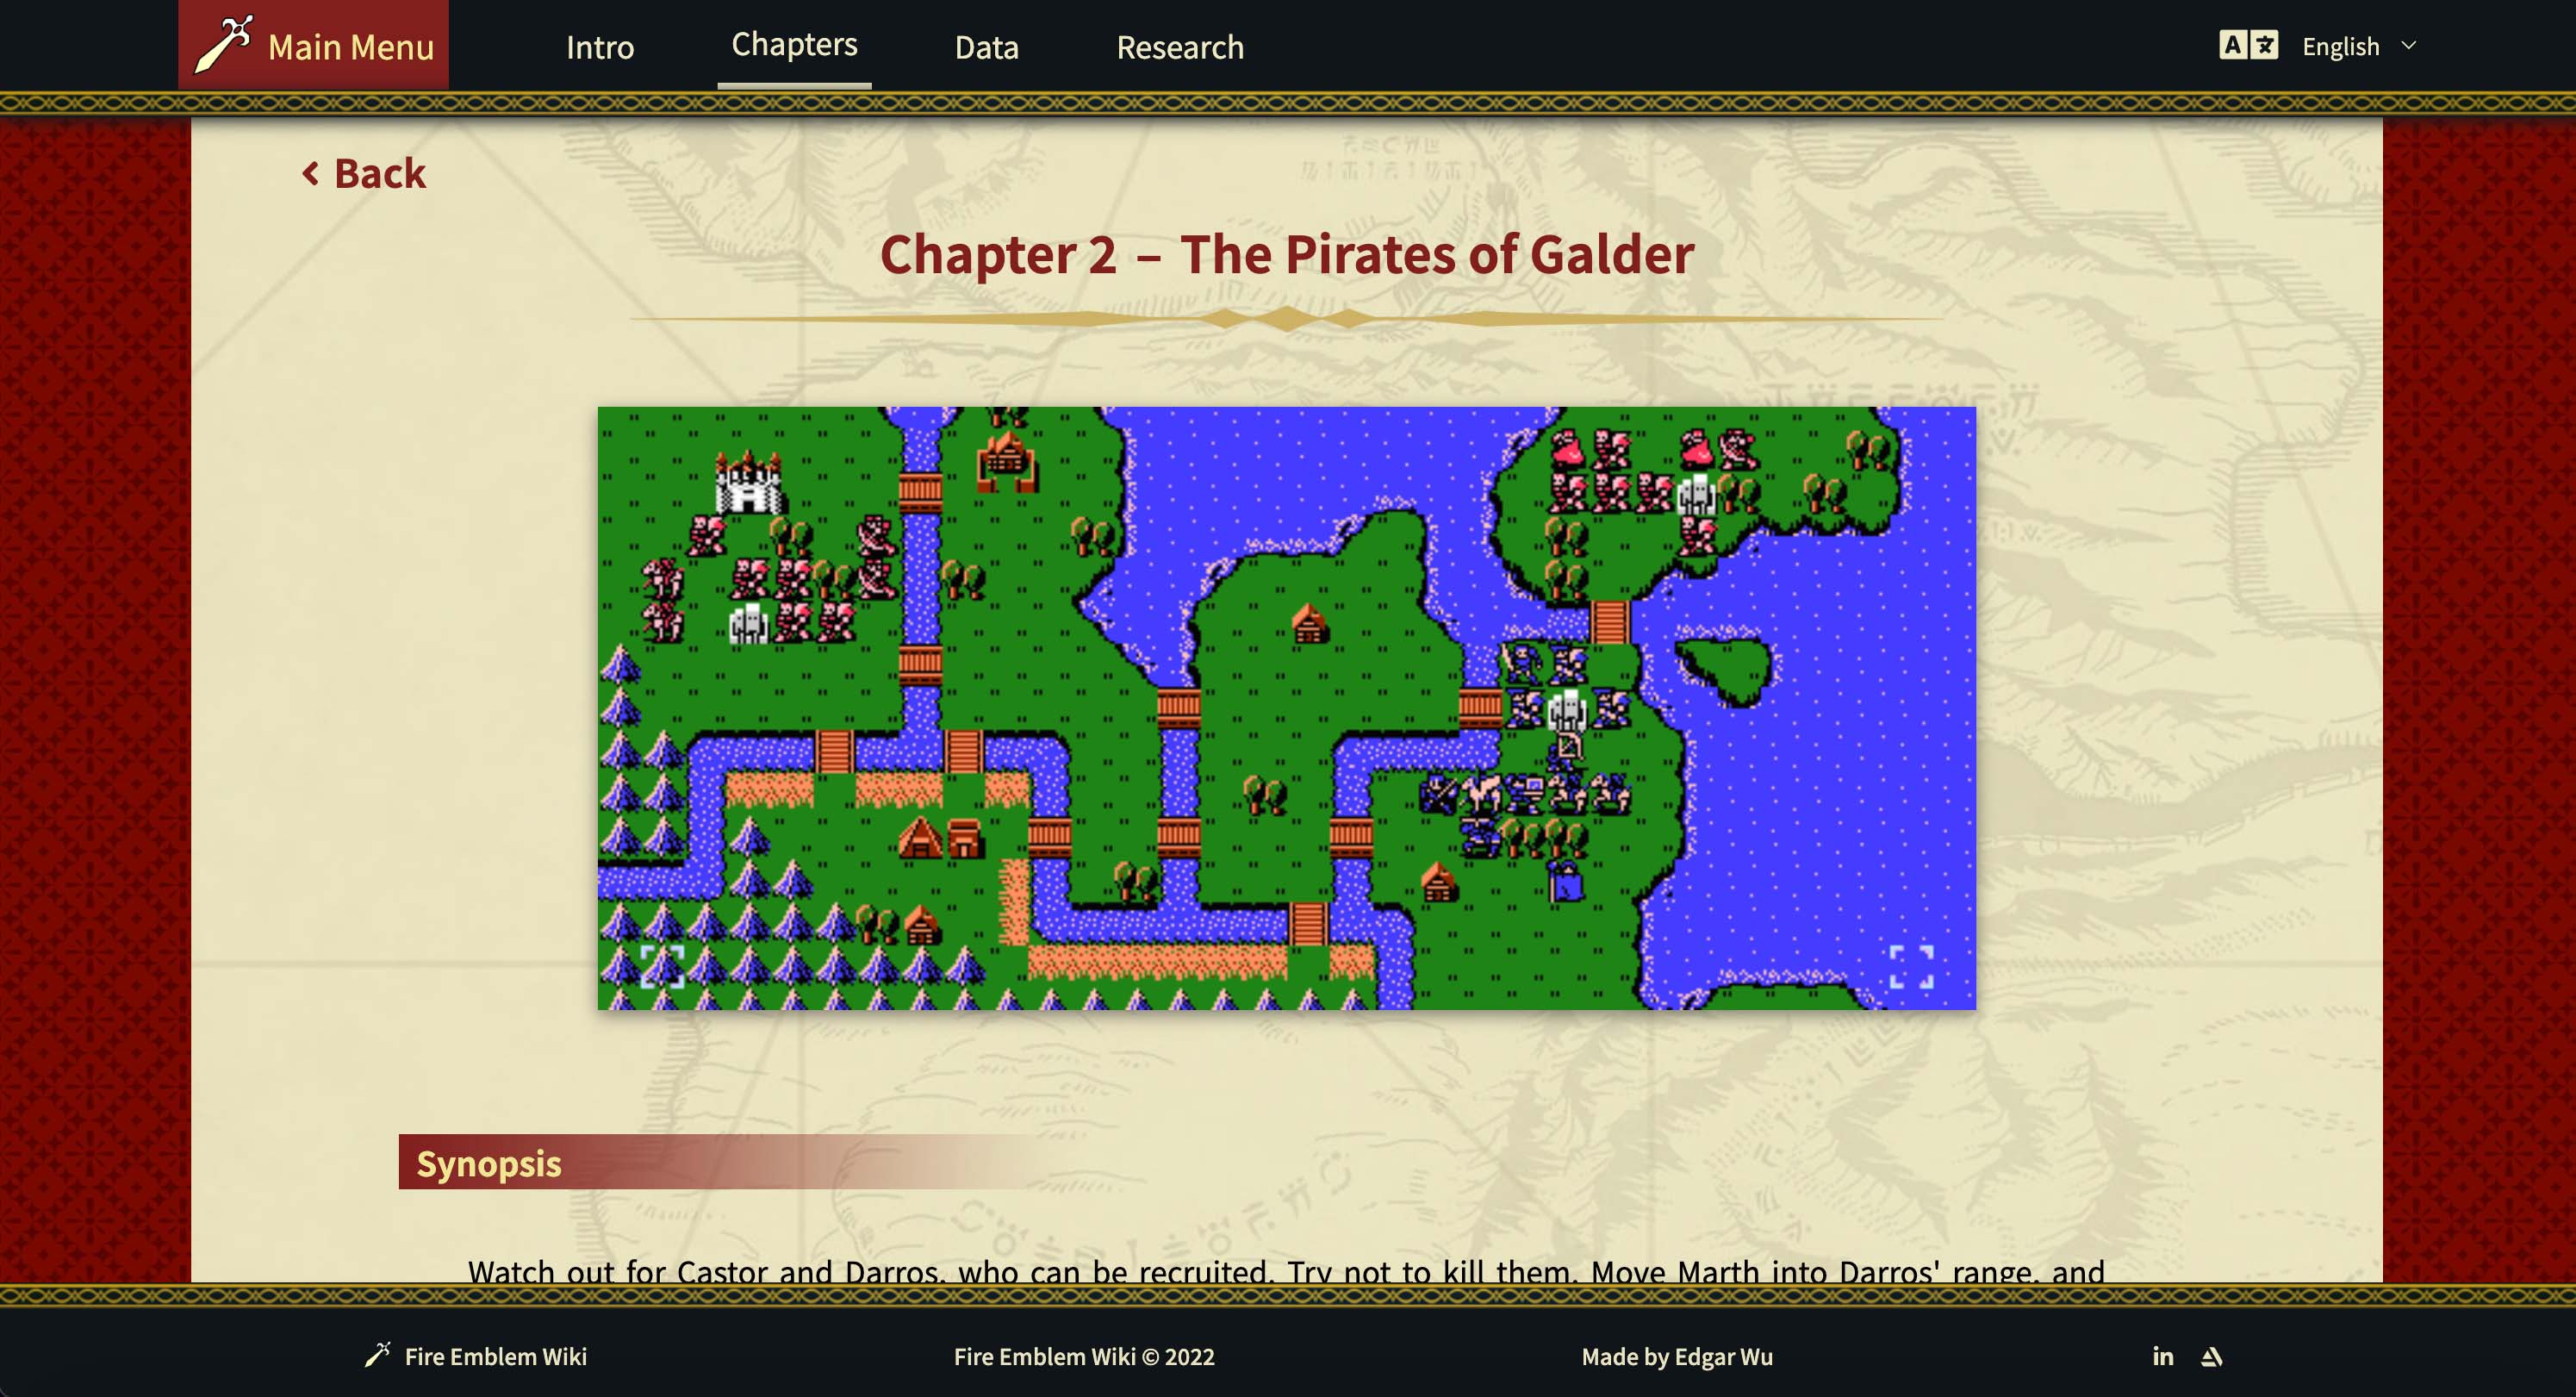 Main Menu
Intro
Chapters
Data
Research
A文
English
Back
Chapter 2 – The Pirates of Galder
Synopsis
Watch out for Castor and Darros, who can be recruited. Try not to kill them. Move Marth into Darros' range, and
Fire Emblem Wiki
Fire Emblem Wiki © 2022
Made by Edgar Wu
in